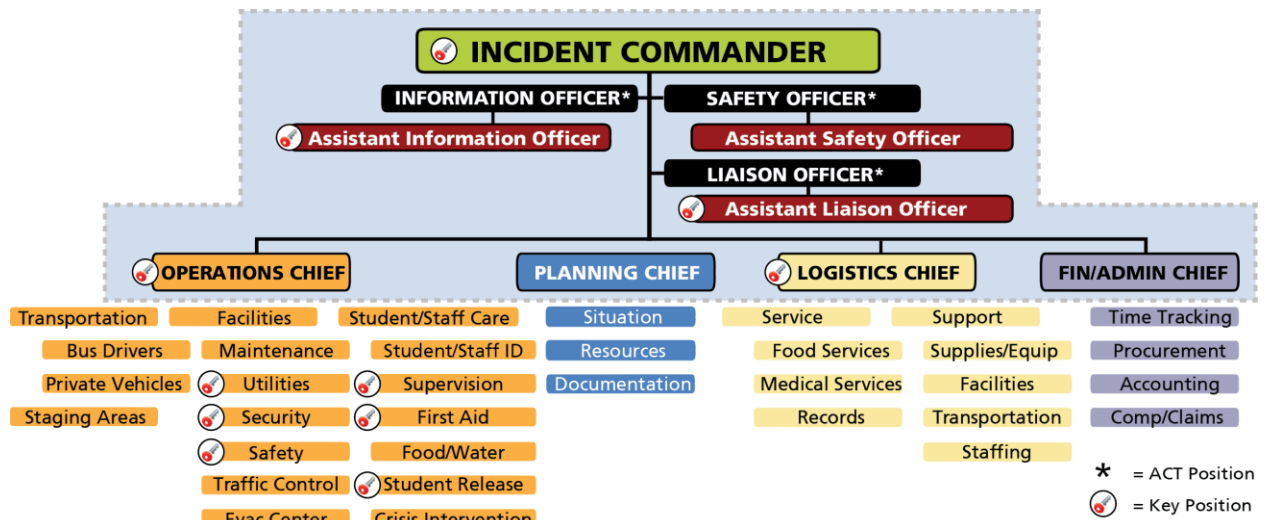 INCIDENT COMMANDER
INFORMATION OFFICER*
SAFETY OFFICER*
Assistant Information Officer
Assistant Safety Officer
LIAISON OFFICER*
Assistant Liaison Officer
OPERATIONS CHIEF
PLANNING CHIEF
LOGISTICS CHIEF
FIN/ADMIN CHIEF
Transportation
Bus Drivers
Private Vehicles
Staging Areas
Facilities
Maintenance
Utilities
Security
Safety
Traffic Control
Evac Center
Student/Staff Care
Student/Staff ID
Supervision
First Aid
Food/Water
Student Release
Crisis Intervention
Situation
Resources
Documentation
Service
Food Services
Medical Services
Records
Support
Supplies/Equip
Facilities
Transportation
Staffing
Time Tracking
Procurement
Accounting
Comp/Claims
* = ACT Position
= Key Position